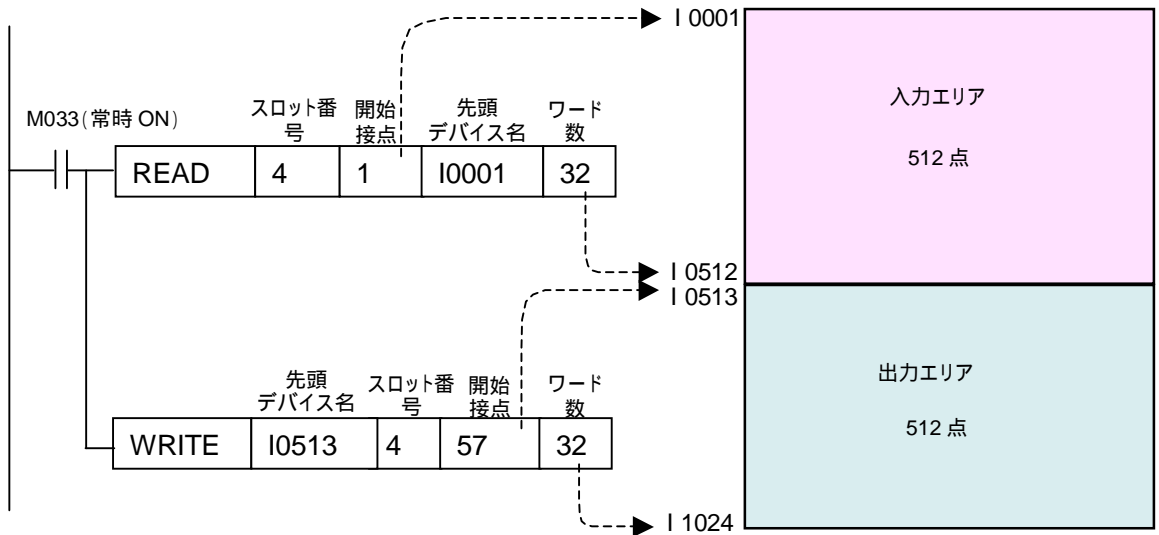 I 0001
入力エリア
512 点
M033(常時 ON)
スロット番
号
開始
接点
先頭
デバイス名
ワード
数
READ 4 1 I0001 32
I 0512
I 0513
出力エリア
512 点
先頭
デバイス名
スロット番
号
開始
接点
ワード
数
WRITE I0513 4 57 32
I 1024